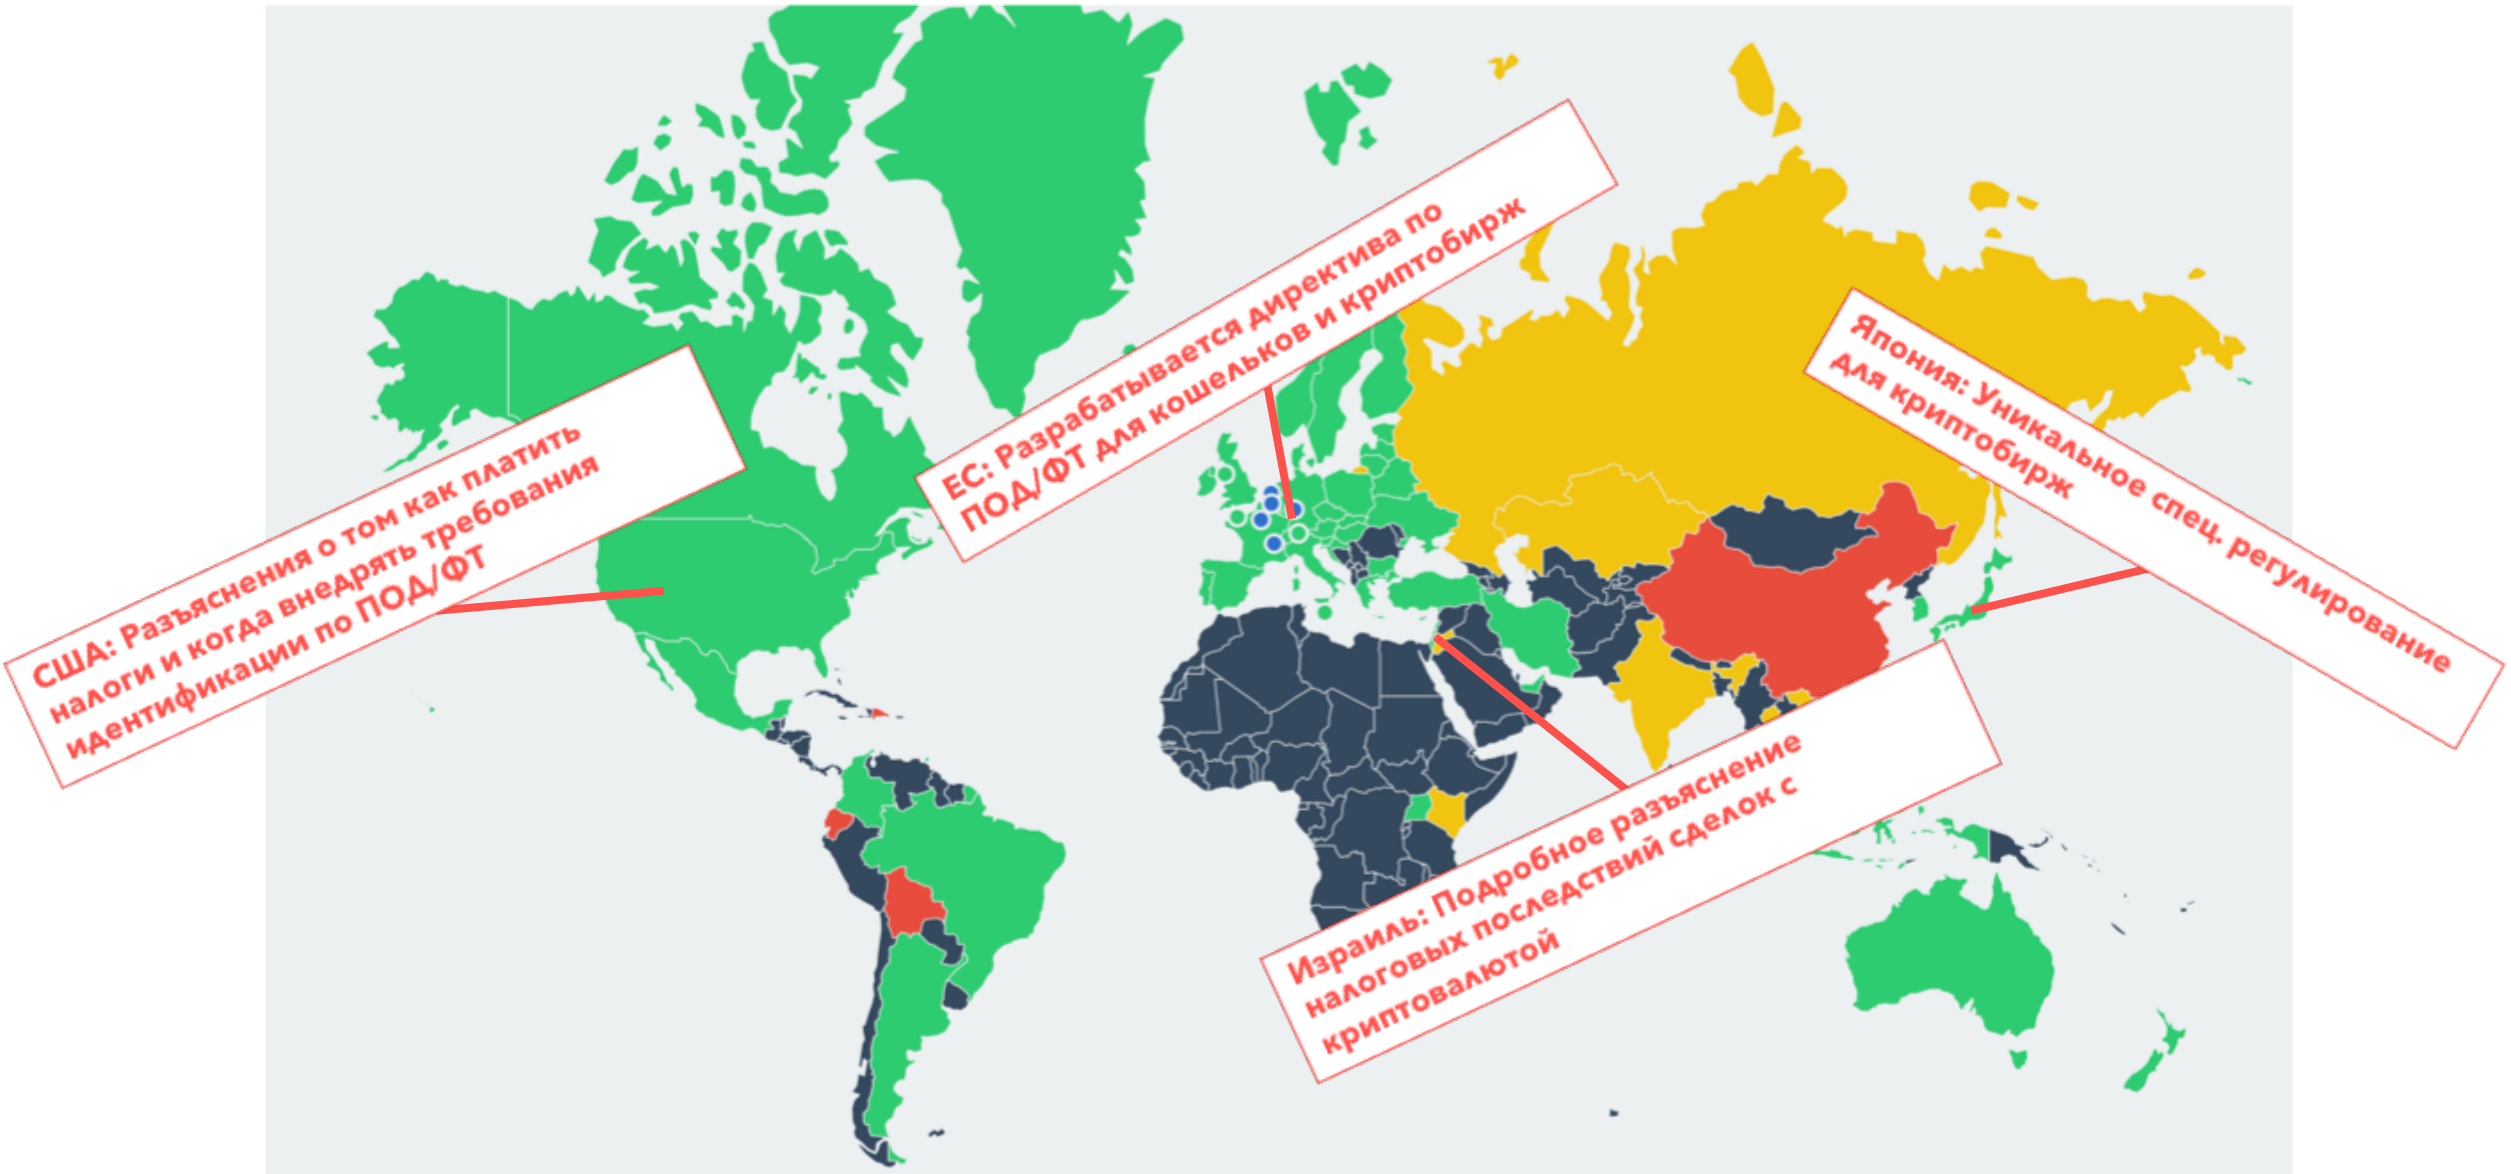 США: Разъяснения о том как платить
налоги и когда внедрять требования
идентификации по ПОД/ФТ
ЕС: Разрабатывается директива по
ПОД/ФТ для кошельков и криптобирж
Япония: Уникальное спец. регулирование
для криптобирж
Израиль: Подробное разъяснение
налоговых последствий сделок с
криптовалютой